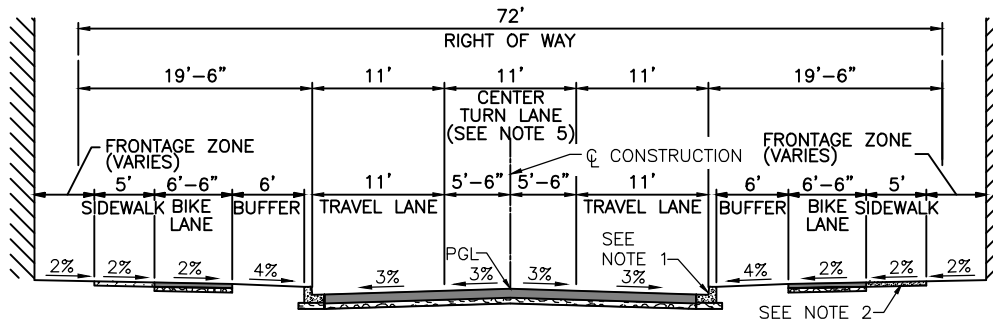 72'
RIGHT OF WAY
19'-6" 11' 11' 11' 19'-6"
CENTER
TURN LANE
(SEE NOTE 5)
FRONTAGE ZONE
(VARIES)
℄ CONSTRUCTION
FRONTAGE ZONE
(VARIES)
5' 6'-6" 6' 11' 5'-6" 5'-6" 11' 6' 6'-6" 5'
SIDEWALK
BIKE
LANE
BUFFER
TRAVEL LANE
TRAVEL LANE
BUFFER
BIKE
LANE
SIDEWALK
PGL
SEE
NOTE 1
2% 2% 2% 4% 3% 3% 3% 3% 4% 2% 2% 2%
SEE NOTE 2